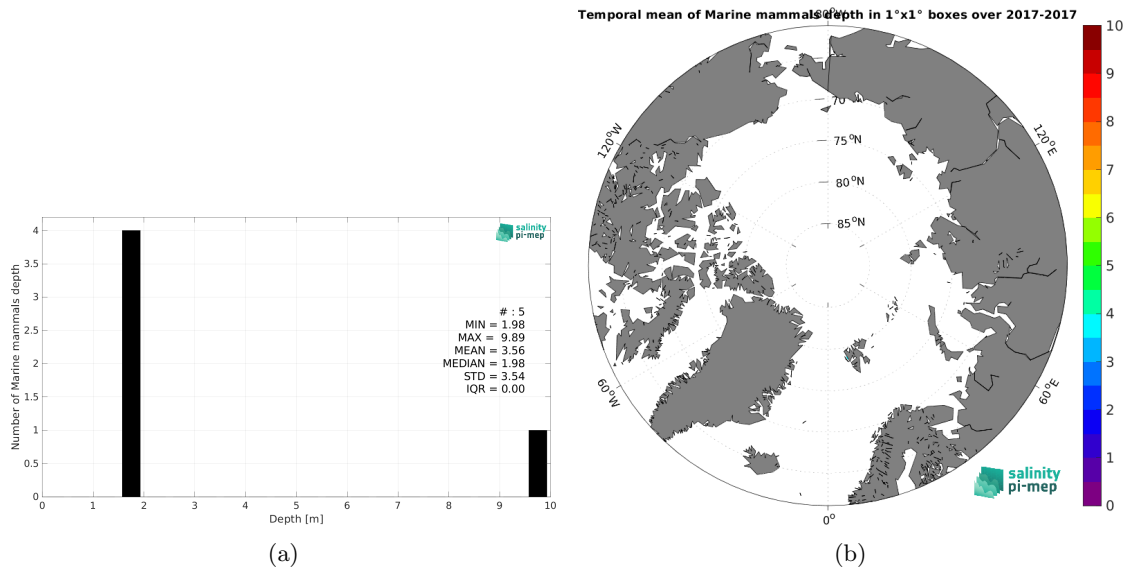 4
3.5
3
2.5
2
1.5
1
0.5
0
Number of Marine mammals depth
salinity
pi-mep
# : 5
MIN = 1.98
MAX = 9.89
MEAN = 3.56
MEDIAN = 1.98
STD = 3.54
IQR = 0.00
0 1 2 3 4 5 6 7 8 9 10
Depth [m]
(a)
Temporal mean of Marine mammals depth in 1°x1° boxes over 2017-2017
180°W
120°W
120°E
70°N
75°N
80°N
85°N
60°W
60°E
0°
salinity
pi-mep
10
9
8
7
6
5
4
3
2
1
0
(b)